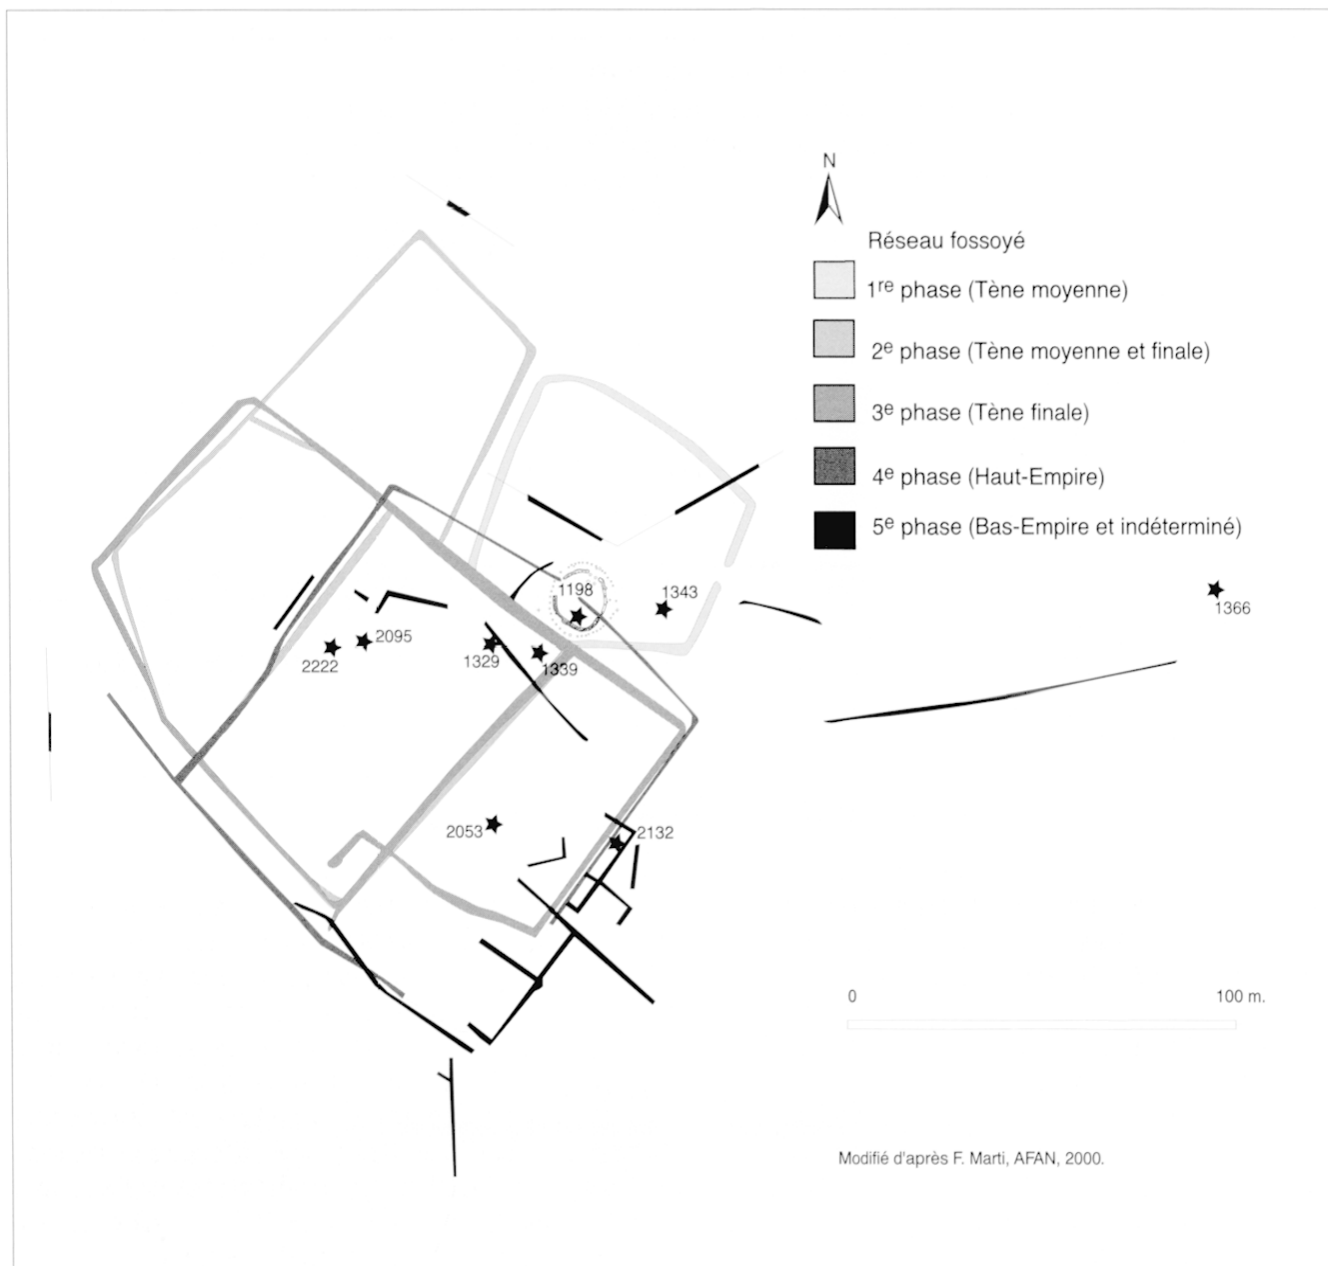 N
Réseau fossoyé
1re phase (Tène moyenne)
2e phase (Tène moyenne et finale)
3e phase (Tène finale)
4e phase (Haut-Empire)
5e phase (Bas-Empire et indéterminé)
1198
1343
1366
2095
2222
1329
1339
2053
2132
0 100 m.
Modifié d'après F. Marti, AFAN, 2000.